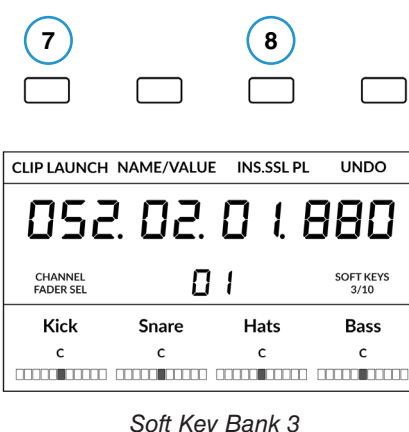 7 8
CLIP LAUNCH NAME/VALUE INS.SSL PL UNDO
052. 02. 01. 880
CHANNEL 01 SOFT KEYS
FADER SEL 3/10
Kick Snare Hats Bass
C C C C
Soft Key Bank 3